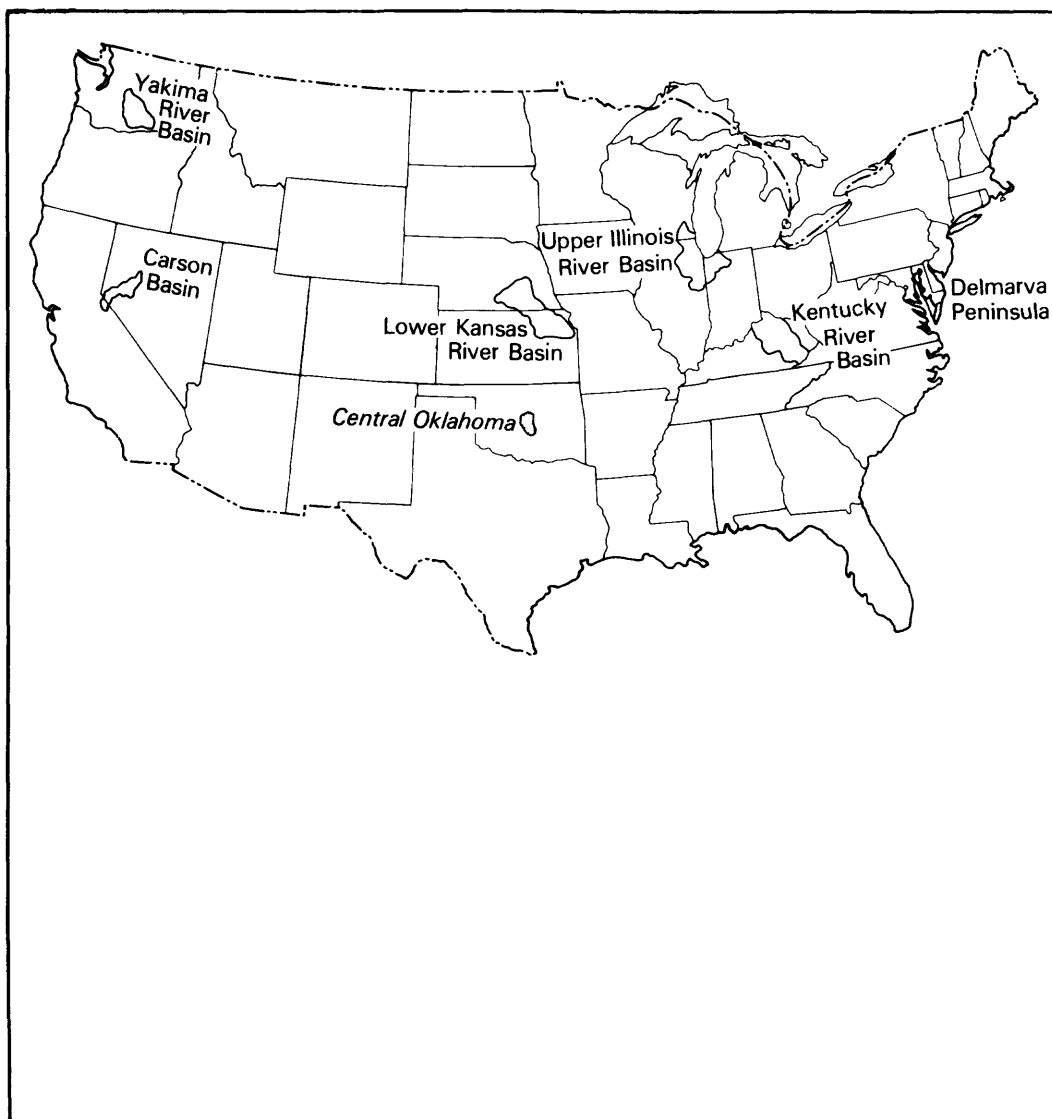 Yakima
River
Basin
Carson
Basin
Upper Illinois
River Basin
Lower Kansas
River Basin
Kentucky
River
Basin
Delmarva
Peninsula
Central Oklahoma